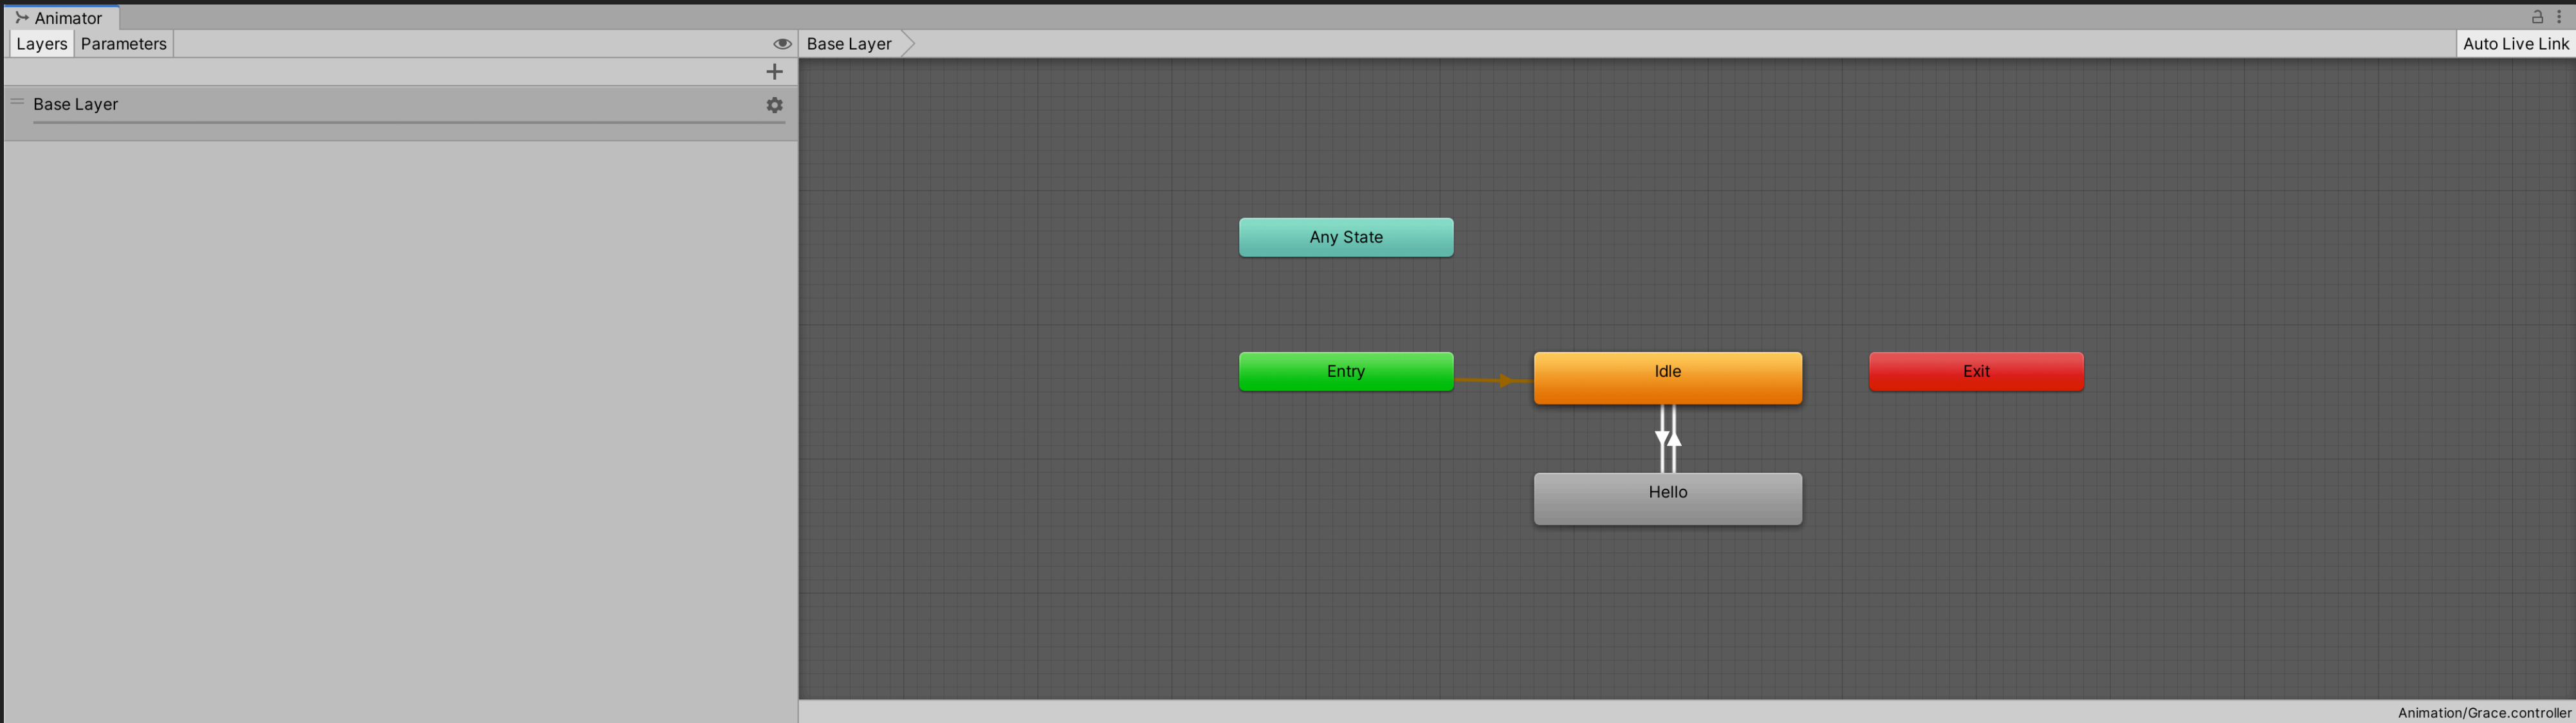 Animator
Layers Parameters
Base Layer
Auto Live Link
Base Layer
Any State
Entry
Idle
Exit
Hello
Animation/Grace.controller